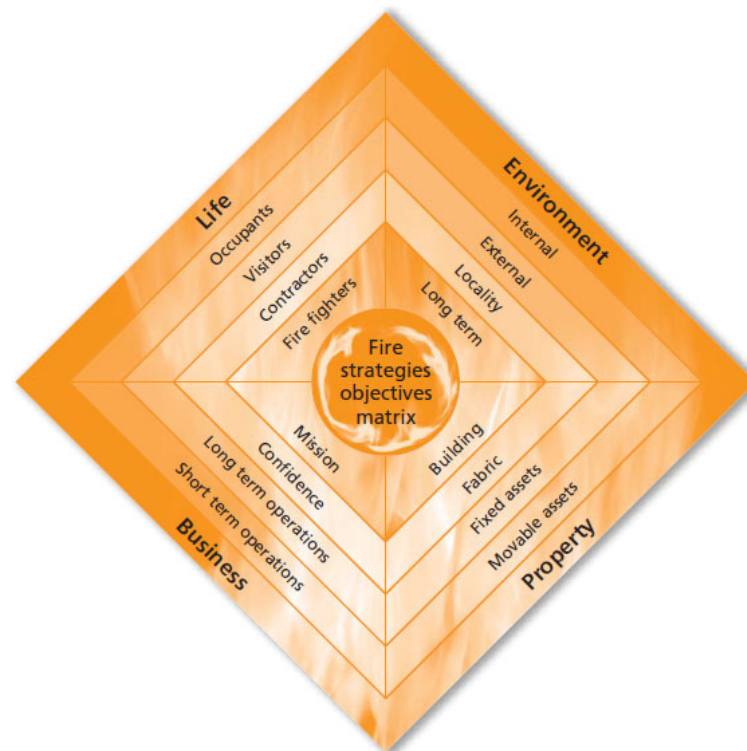 Life
Occupants
Visitors
Contractors
Fire fighters
Environment
Internal
External
Locality
Long term
Fire
strategies
objectives
matrix
Mission
Confidence
Long term operations
Short term operations
Business
Building
Fabric
Fixed assets
Movable assets
Property